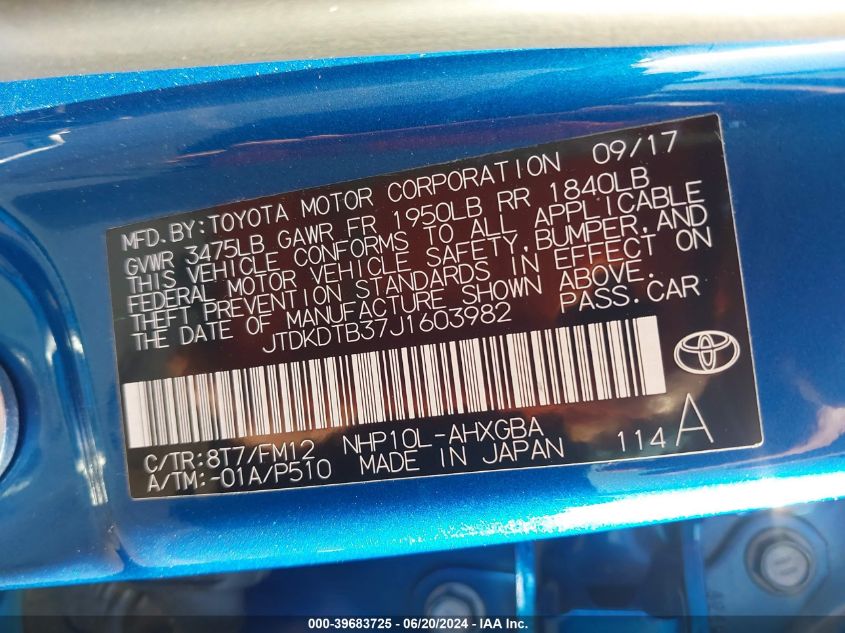 MFD.BY: TOYOTA MOTOR CORPORATION 09/17
GVWR 3475LB GAWR FR 1950LB RR 1840LB
THIS VEHICLE CONFORMS TO ALL APPLICABLE
FEDERAL MOTOR VEHICLE SAFETY, BUMPER, AND
THEFT PREVENTION STANDARDS IN EFFECT ON
THE DATE OF MANUFACTURE SHOWN ABOVE.
JTDKDTB37J1603982 PASS.CAR
C/TR:8T7/FM12 NHP10L-AHXGBA
A/TM:-01A/P510 MADE IN JAPAN 114 A
000-39683725 - 06/20/2024 - IAA Inc.